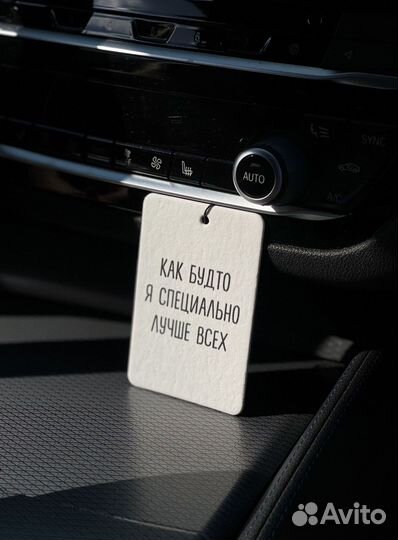 SYNC
AUTO
A/C
КАК БУДТО
Я СПЕЦИАЛЬНО
ЛУЧШЕ ВСЕХ
Avito